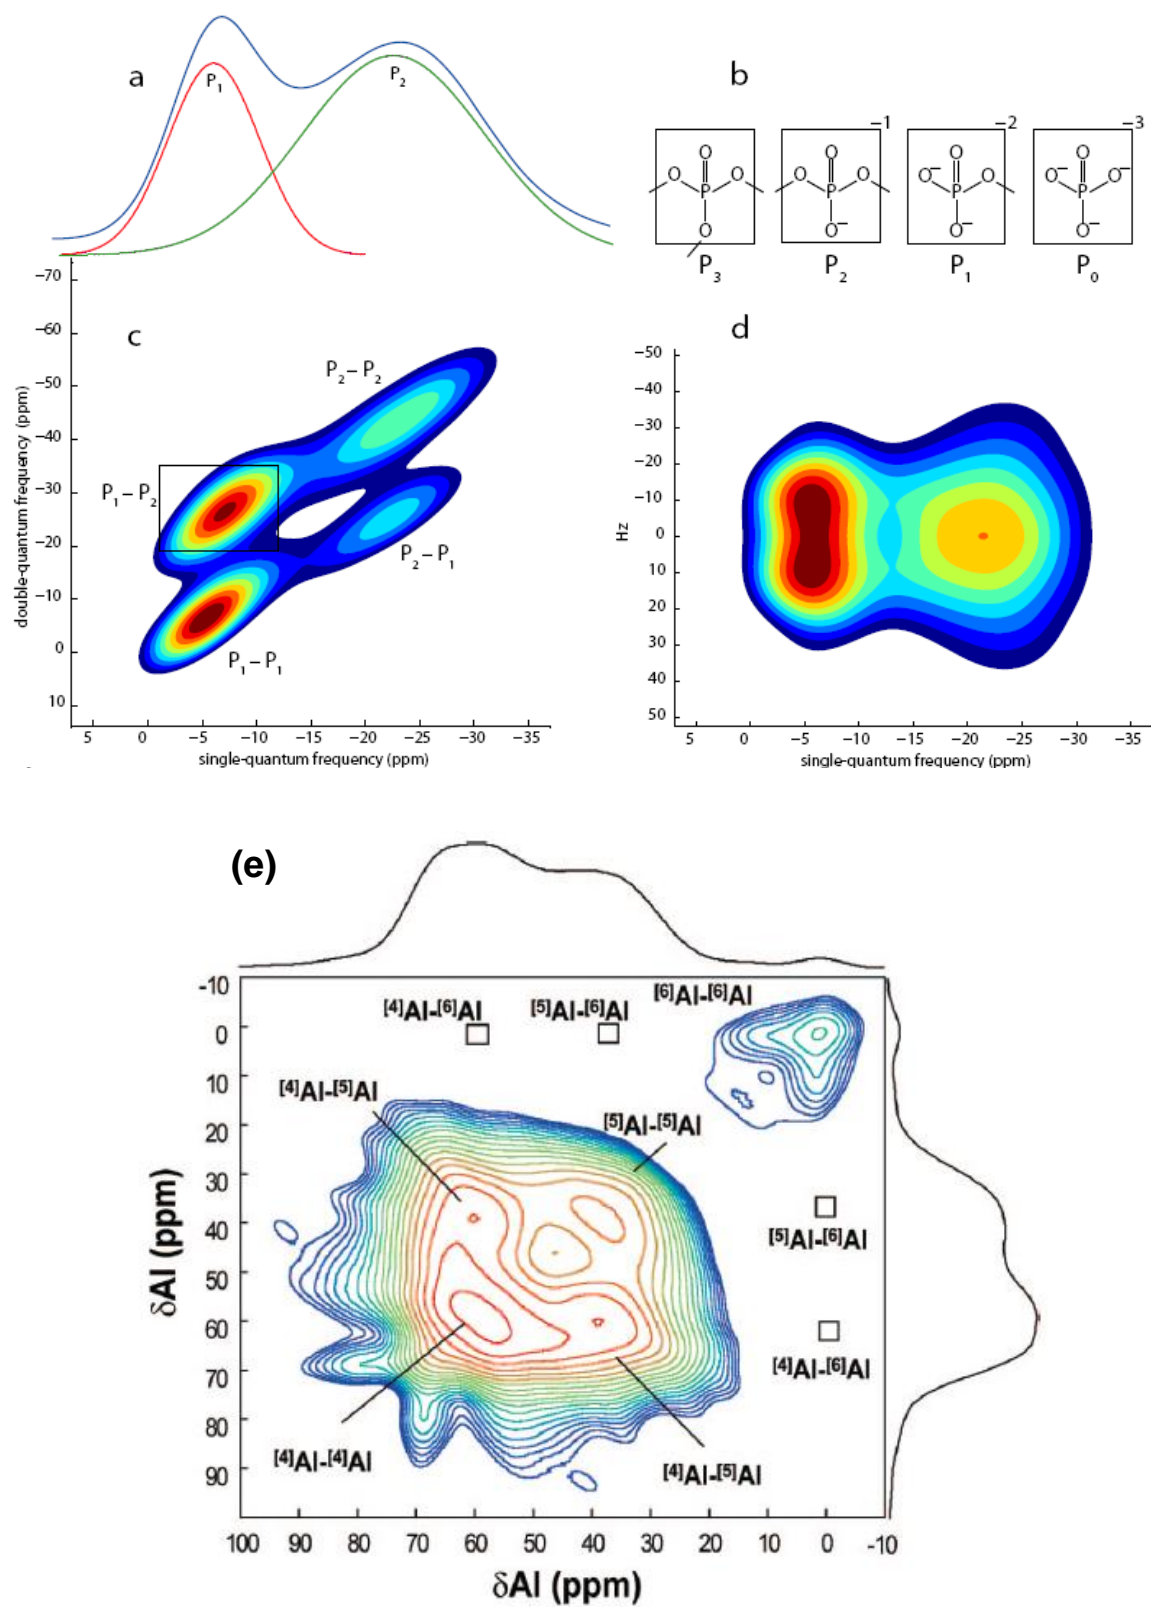 a
P1
P2
b
−1
−2
−3
O
O
O
P
O−
O
O
O
P
O−
O−
O
O
P
O−
O−
O−
O
O
O
P
O
P3
P2
P1
P0
c
−70
−60
−50
−40
−30
−20
−10
0
10
double-quantum frequency (ppm)
P2 – P2
P1 – P2
P2 – P1
P1 – P1
5
0
−5
−10
−15
−20
−25
−30
−35
single-quantum frequency (ppm)
d
−50
−40
−30
−20
−10
0
10
20
30
40
50
Hz
5
0
−5
−10
−15
−20
−25
−30
−35
single-quantum frequency (ppm)
(e)
-10
0
10
20
30
40
50
60
70
80
90
δAl (ppm)
[4]Al-[6]Al
[5]Al-[6]Al
[6]Al-[6]Al
[4]Al-[5]Al
[5]Al-[5]Al
[5]Al-[6]Al
[4]Al-[6]Al
[4]Al-[4]Al
[4]Al-[5]Al
100
90
80
70
60
50
40
30
20
10
0
-10
δAl (ppm)